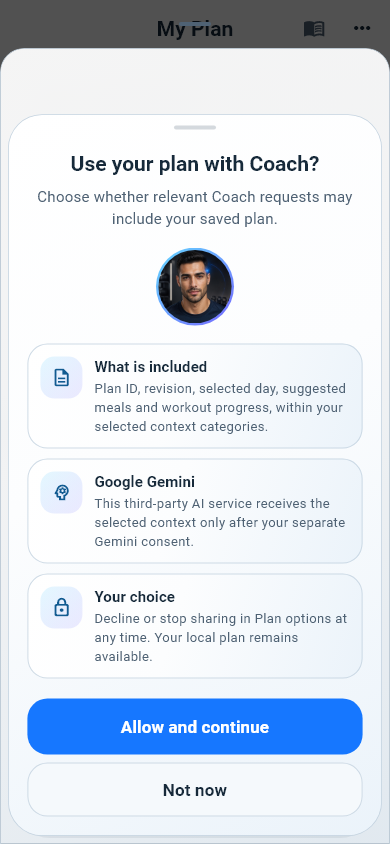 My Plan
Use your plan with Coach?
Choose whether relevant Coach requests may
include your saved plan.
What is included
Plan ID, revision, selected day, suggested
meals and workout progress, within your
selected context categories.
Google Gemini
This third-party AI service receives the
selected context only after your separate
Gemini consent.
Your choice
Decline or stop sharing in Plan options at
any time. Your local plan remains
available.
Allow and continue
Not now